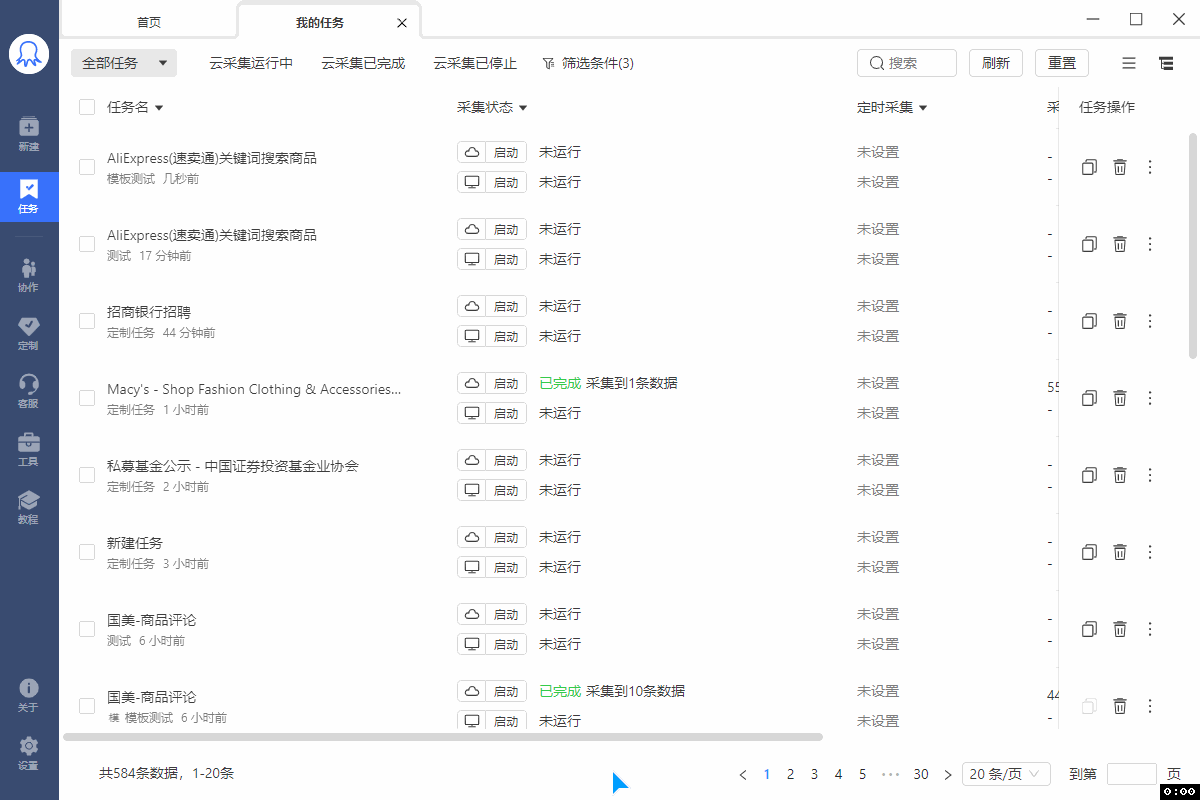 首页 我的任务
全部任务 云采集运行中 云采集已完成 云采集已停止 筛选条件(3) 搜索 刷新 重置
新建
任务
协作
定制
客服
工具
教程
关于
设置
任务名 采集状态 定时采集 采 任务操作
AliExpress(速卖通)关键词搜索商品 启动 未运行 未设置 -
模板测试 几秒前 启动 未运行 未设置 -
AliExpress(速卖通)关键词搜索商品 启动 未运行 未设置 -
测试 17 分钟前 启动 未运行 未设置 -
招商银行招聘 启动 未运行 未设置 -
定制任务 44 分钟前 启动 未运行 未设置 -
Macy's - Shop Fashion Clothing & Accessories... 启动 已完成 采集到1条数据 未设置 55
定制任务 1 小时前 启动 未运行 未设置 -
私募基金公示 - 中国证券投资基金业协会 启动 未运行 未设置 -
定制任务 2 小时前 启动 未运行 未设置 -
新建任务 启动 未运行 未设置 -
定制任务 3 小时前 启动 未运行 未设置 -
国美-商品评论 启动 未运行 未设置 -
测试 6 小时前 启动 未运行 未设置 -
国美-商品评论 启动 已完成 采集到10条数据 未设置 44
模 模板测试 6 小时前 启动 未运行 未设置 -
共584条数据，1-20条 < 1 2 3 4 5 ••• 30 > 20 条/页 到第 页
0:00